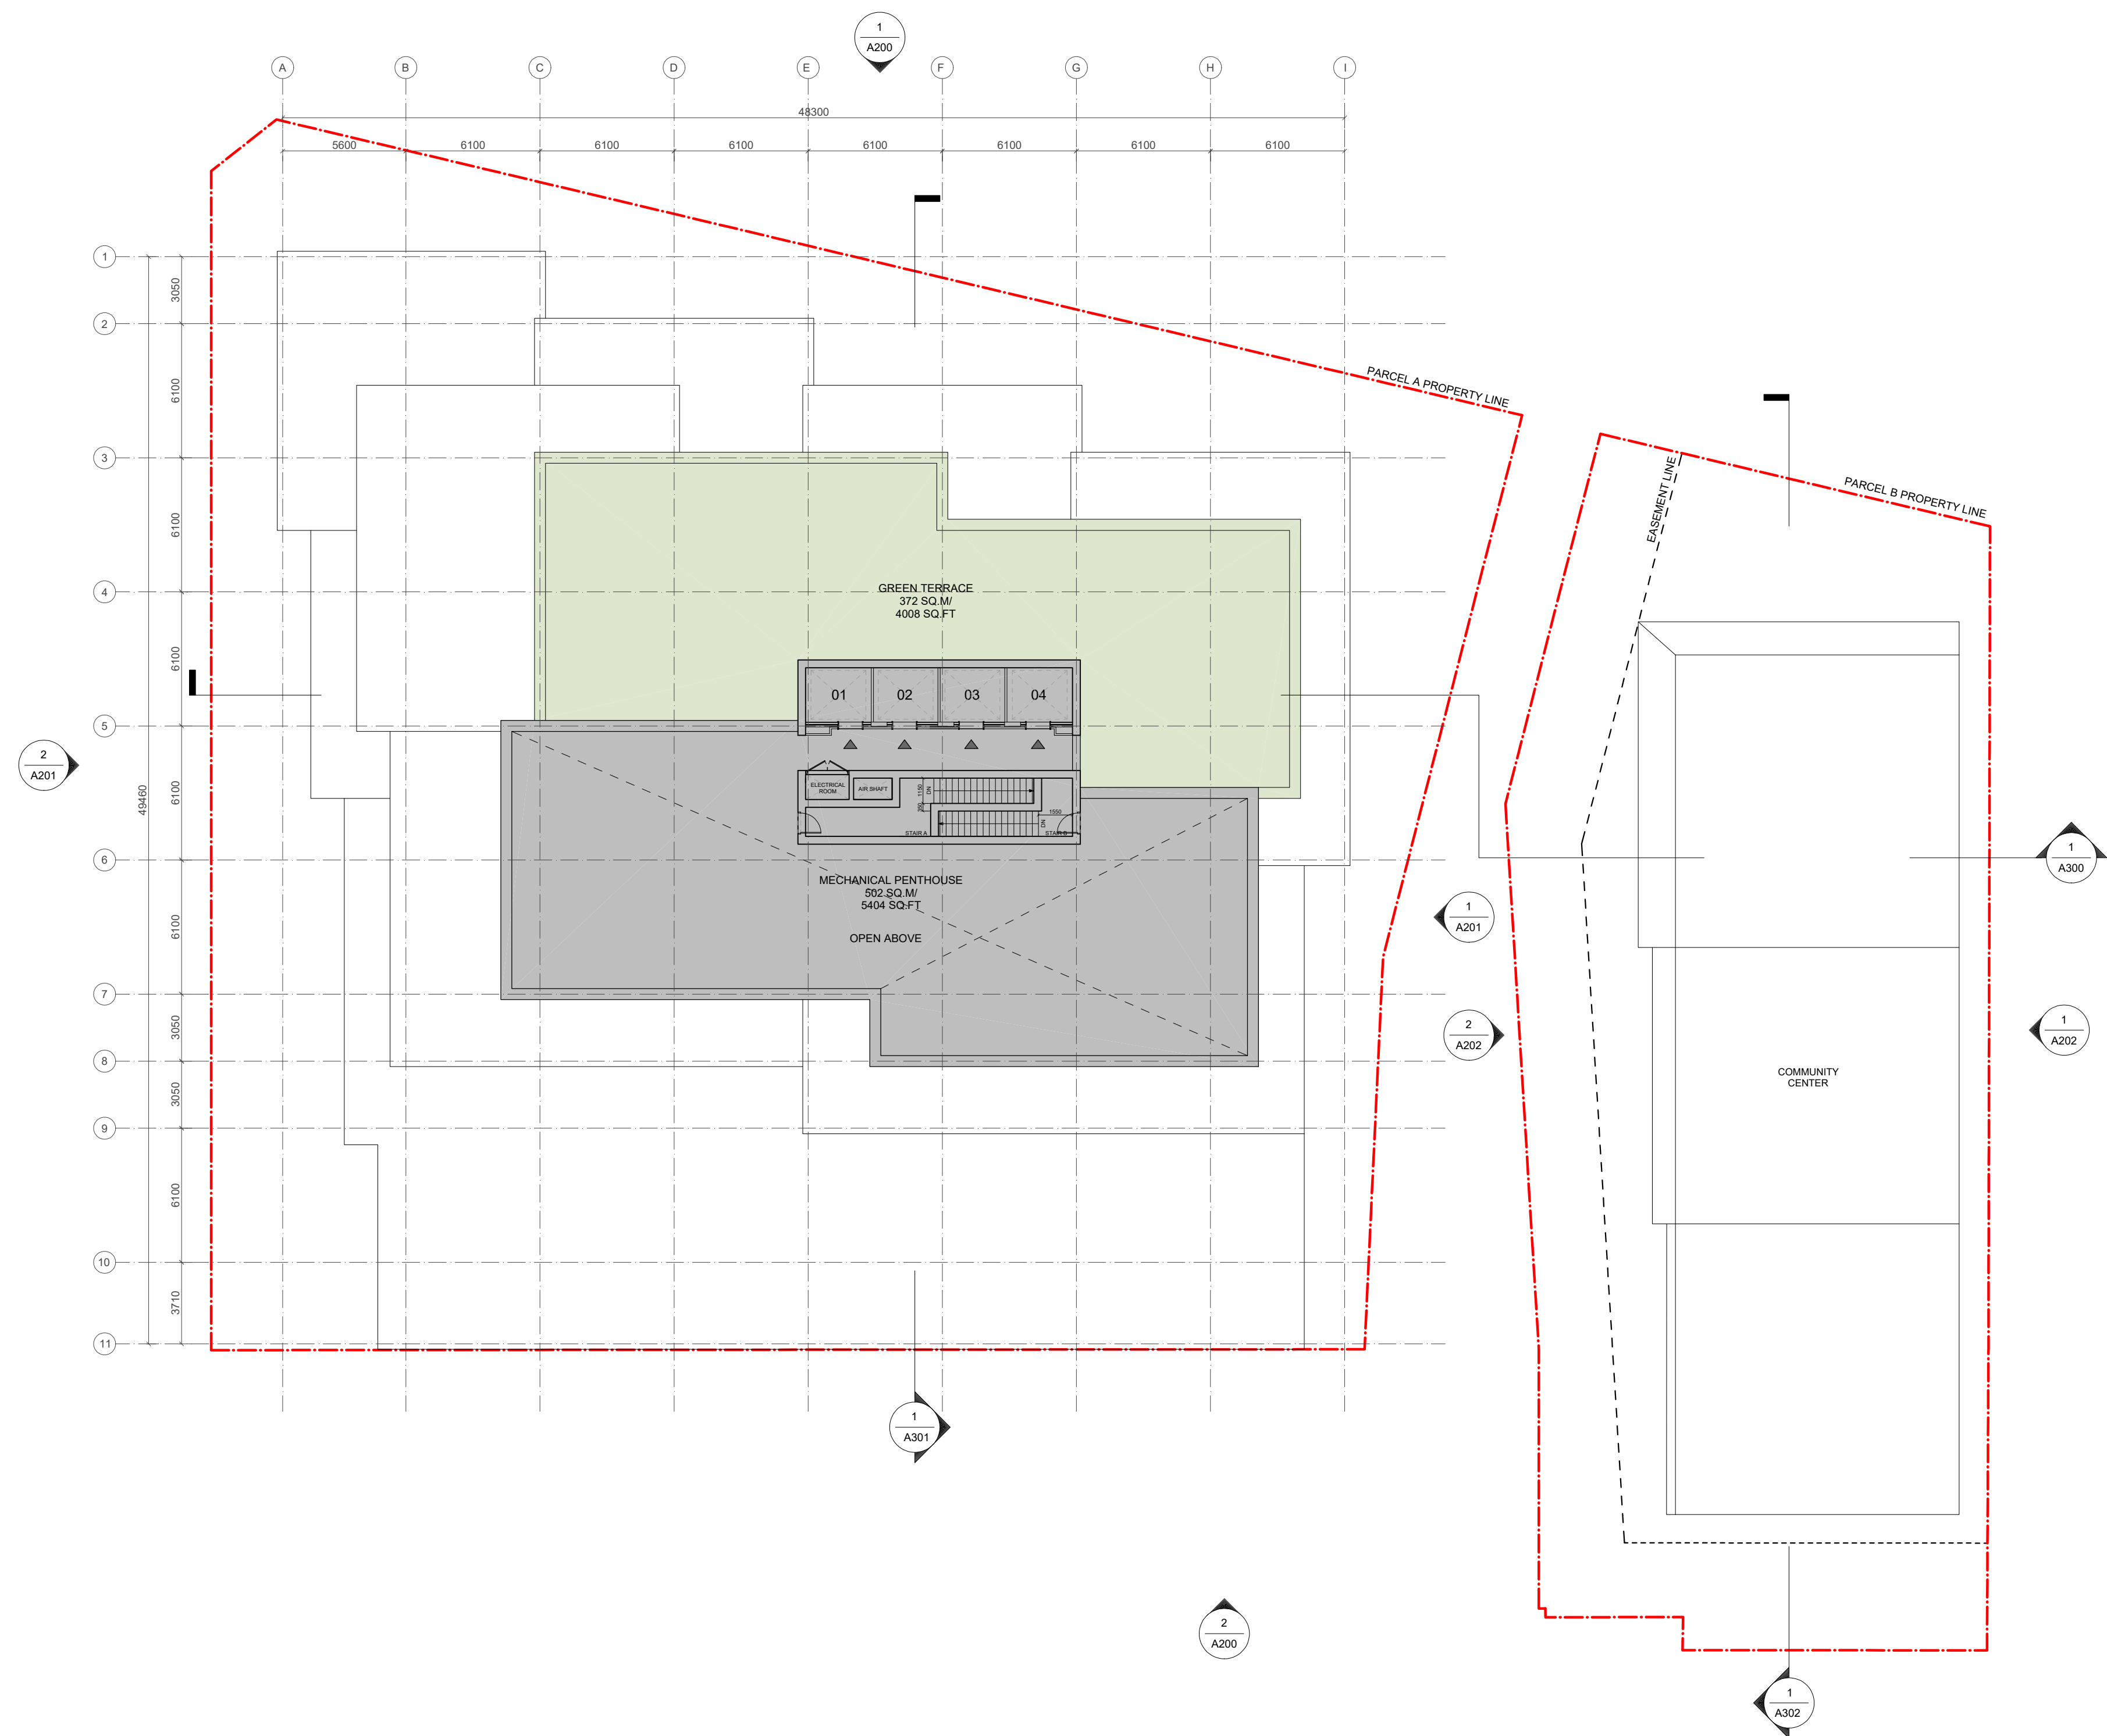 1
A200
A
B
C
D
E
F
G
H
I
48300
5600
6100
6100
6100
6100
6100
6100
6100
1
2
3
4
5
6
7
8
9
10
11
3050
6100
6100
6100
6100
6100
3050
3050
6100
3710
49460
PARCEL A PROPERTY LINE
EASEMENT LINE
PARCEL B PROPERTY LINE
GREEN TERRACE
372 SQ.M/
4008 SQ.FT
01
02
03
04
ELECTRICAL
ROOM
AIR SHAFT
1150
DN
1550
DN
STAIR A
STAIR B
MECHANICAL PENTHOUSE
502 SQ.M/
5404 SQ.FT
OPEN ABOVE
2
A201
1
A300
1
A201
2
A202
1
A202
COMMUNITY
CENTER
1
A301
2
A200
1
A302